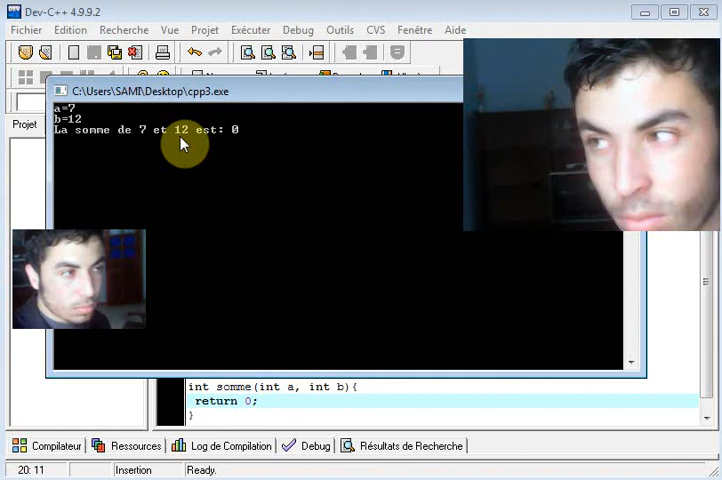 Dev-C++ 4.9.9.2
Fichier Edition Recherche Vue Projet Exécuter Debug Outils CVS Fenêtre Aide
C:\Users\SAMI\Desktop\cpp3.exe
Projet
a=7
b=12
La somme de 7 et 12 est: 0
int somme(int a, int b){
return 0;
}
Compilateur Ressources Log de Compilation Debug Résultats de Recherche
20: 11 Insertion Ready.